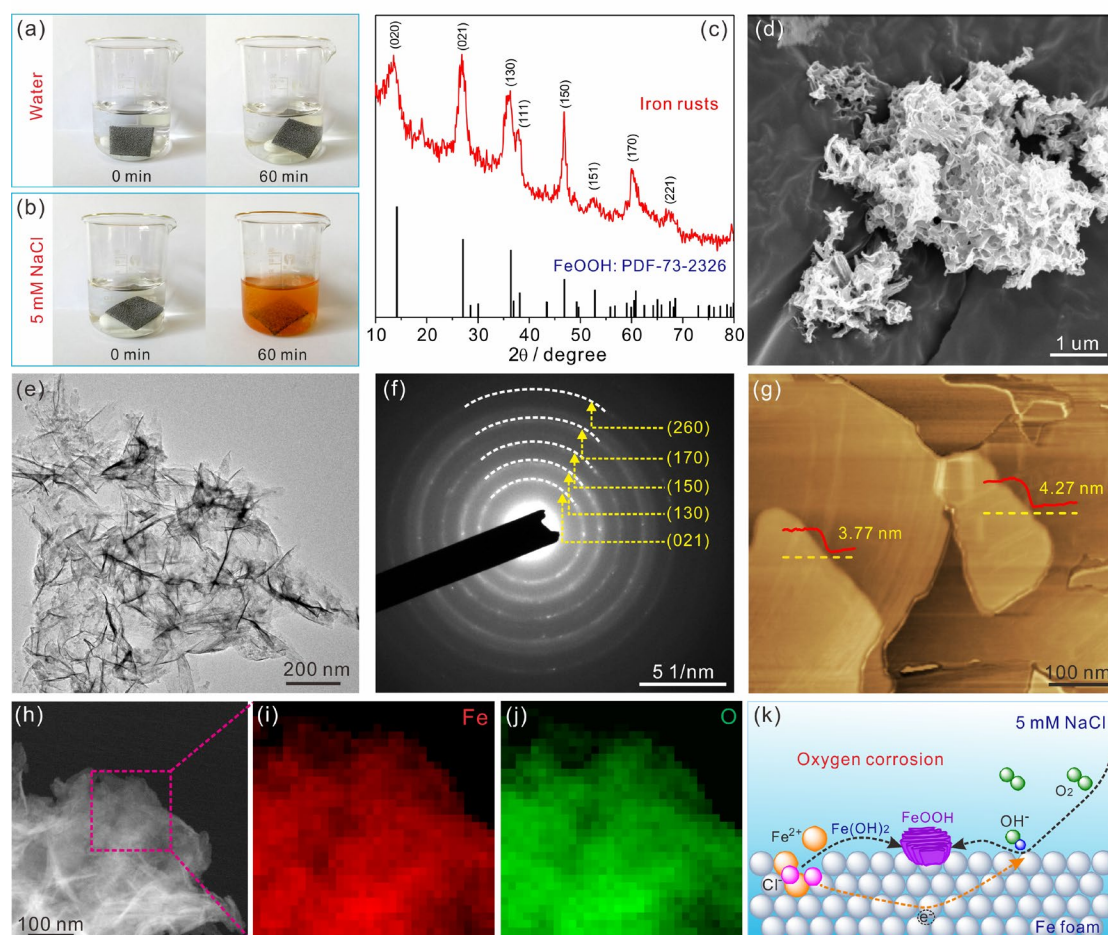 (a)
Water
0 min
60 min
(b)
5 mM NaCl
0 min
60 min
(c)
(020)
(021)
(130)
(111)
(150)
(151)
(170)
(221)
Iron rusts
FeOOH: PDF-73-2326
10 20 30 40 50 60 70 80
2θ / degree
(d)
1 um
(e)
200 nm
(f)
(260)
(170)
(150)
(130)
(021)
5 1/nm
(g)
4.27 nm
3.77 nm
100 nm
(h)
100 nm
(i)
Fe
(j)
O
(k)
5 mM NaCl
Oxygen corrosion
O2
OH-
FeOOH
Fe(OH)2
Fe2+
Cl-
e-
Fe foam